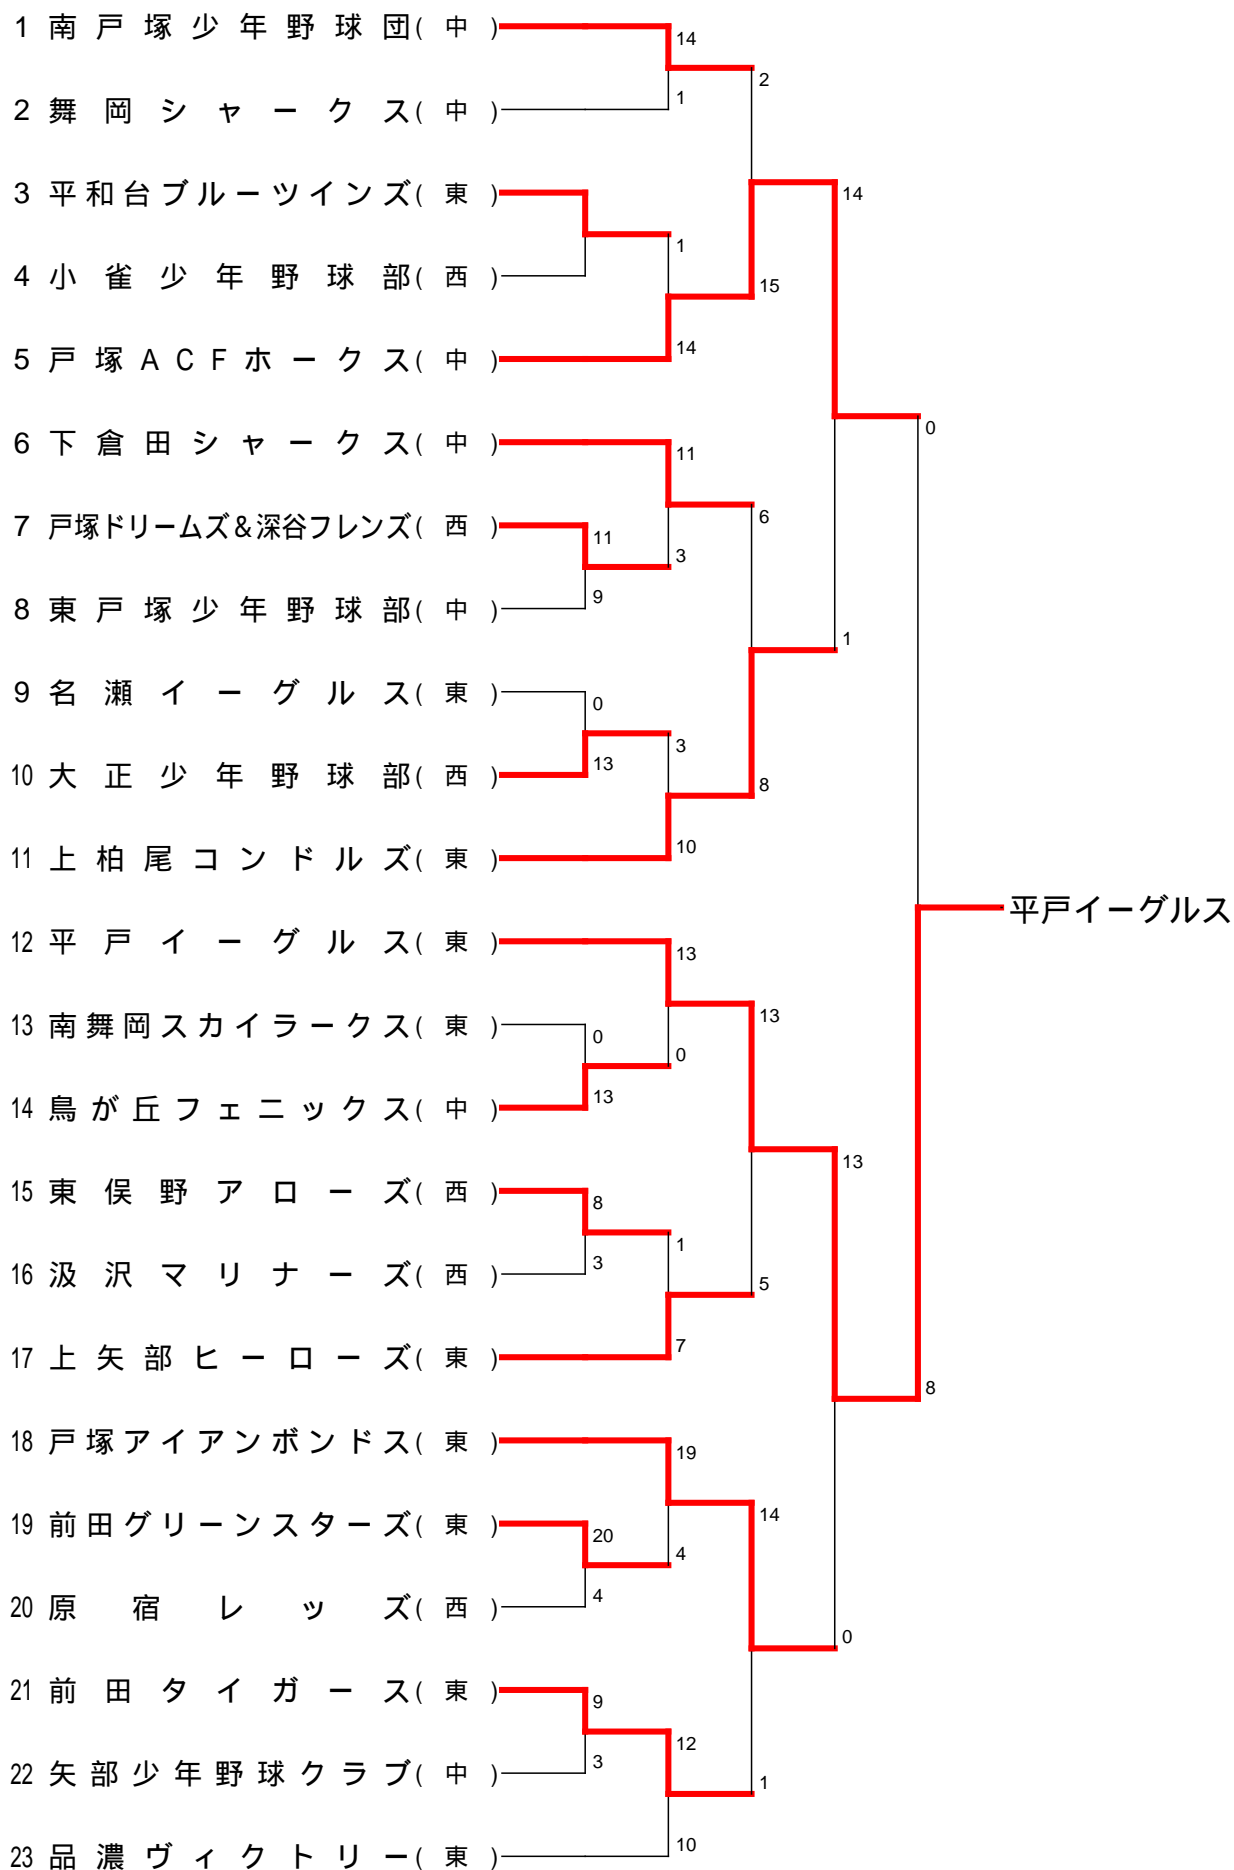 1 南戸塚少年野球団(中)
14
2
1
2 舞岡シャークス(中)
3 平和台ブルーツインズ(東)
14
1
4 小雀少年野球部(西)
15
5 戸塚ACFホークス(中)
14
0
6 下倉田シャークス(中)
11
6
7 戸塚ドリームズ&深谷フレンズ(西)
11
3
9
8 東戸塚少年野球部(中)
1
9 名瀬イーグルス(東)
0
3
13
10 大正少年野球部(西)
8
11 上柏尾コンドルズ(東)
10
平戸イーグルス
12 平戸イーグルス(東)
13
13
13 南舞岡スカイラークス(東)
0
0
13
14 鳥が丘フェニックス(中)
13
15 東俣野アローズ(西)
8
1
3
16 汲沢マリナーズ(西)
5
17 上矢部ヒーローズ(東)
7
8
18 戸塚アイアンボンドス(東)
19
14
19 前田グリーンスターズ(東)
20
4
4
20 原宿レッズ(西)
0
21 前田タイガース(東)
9
12
3
22 矢部少年野球クラブ(中)
1
23 品濃ヴィクトリー(東)
10